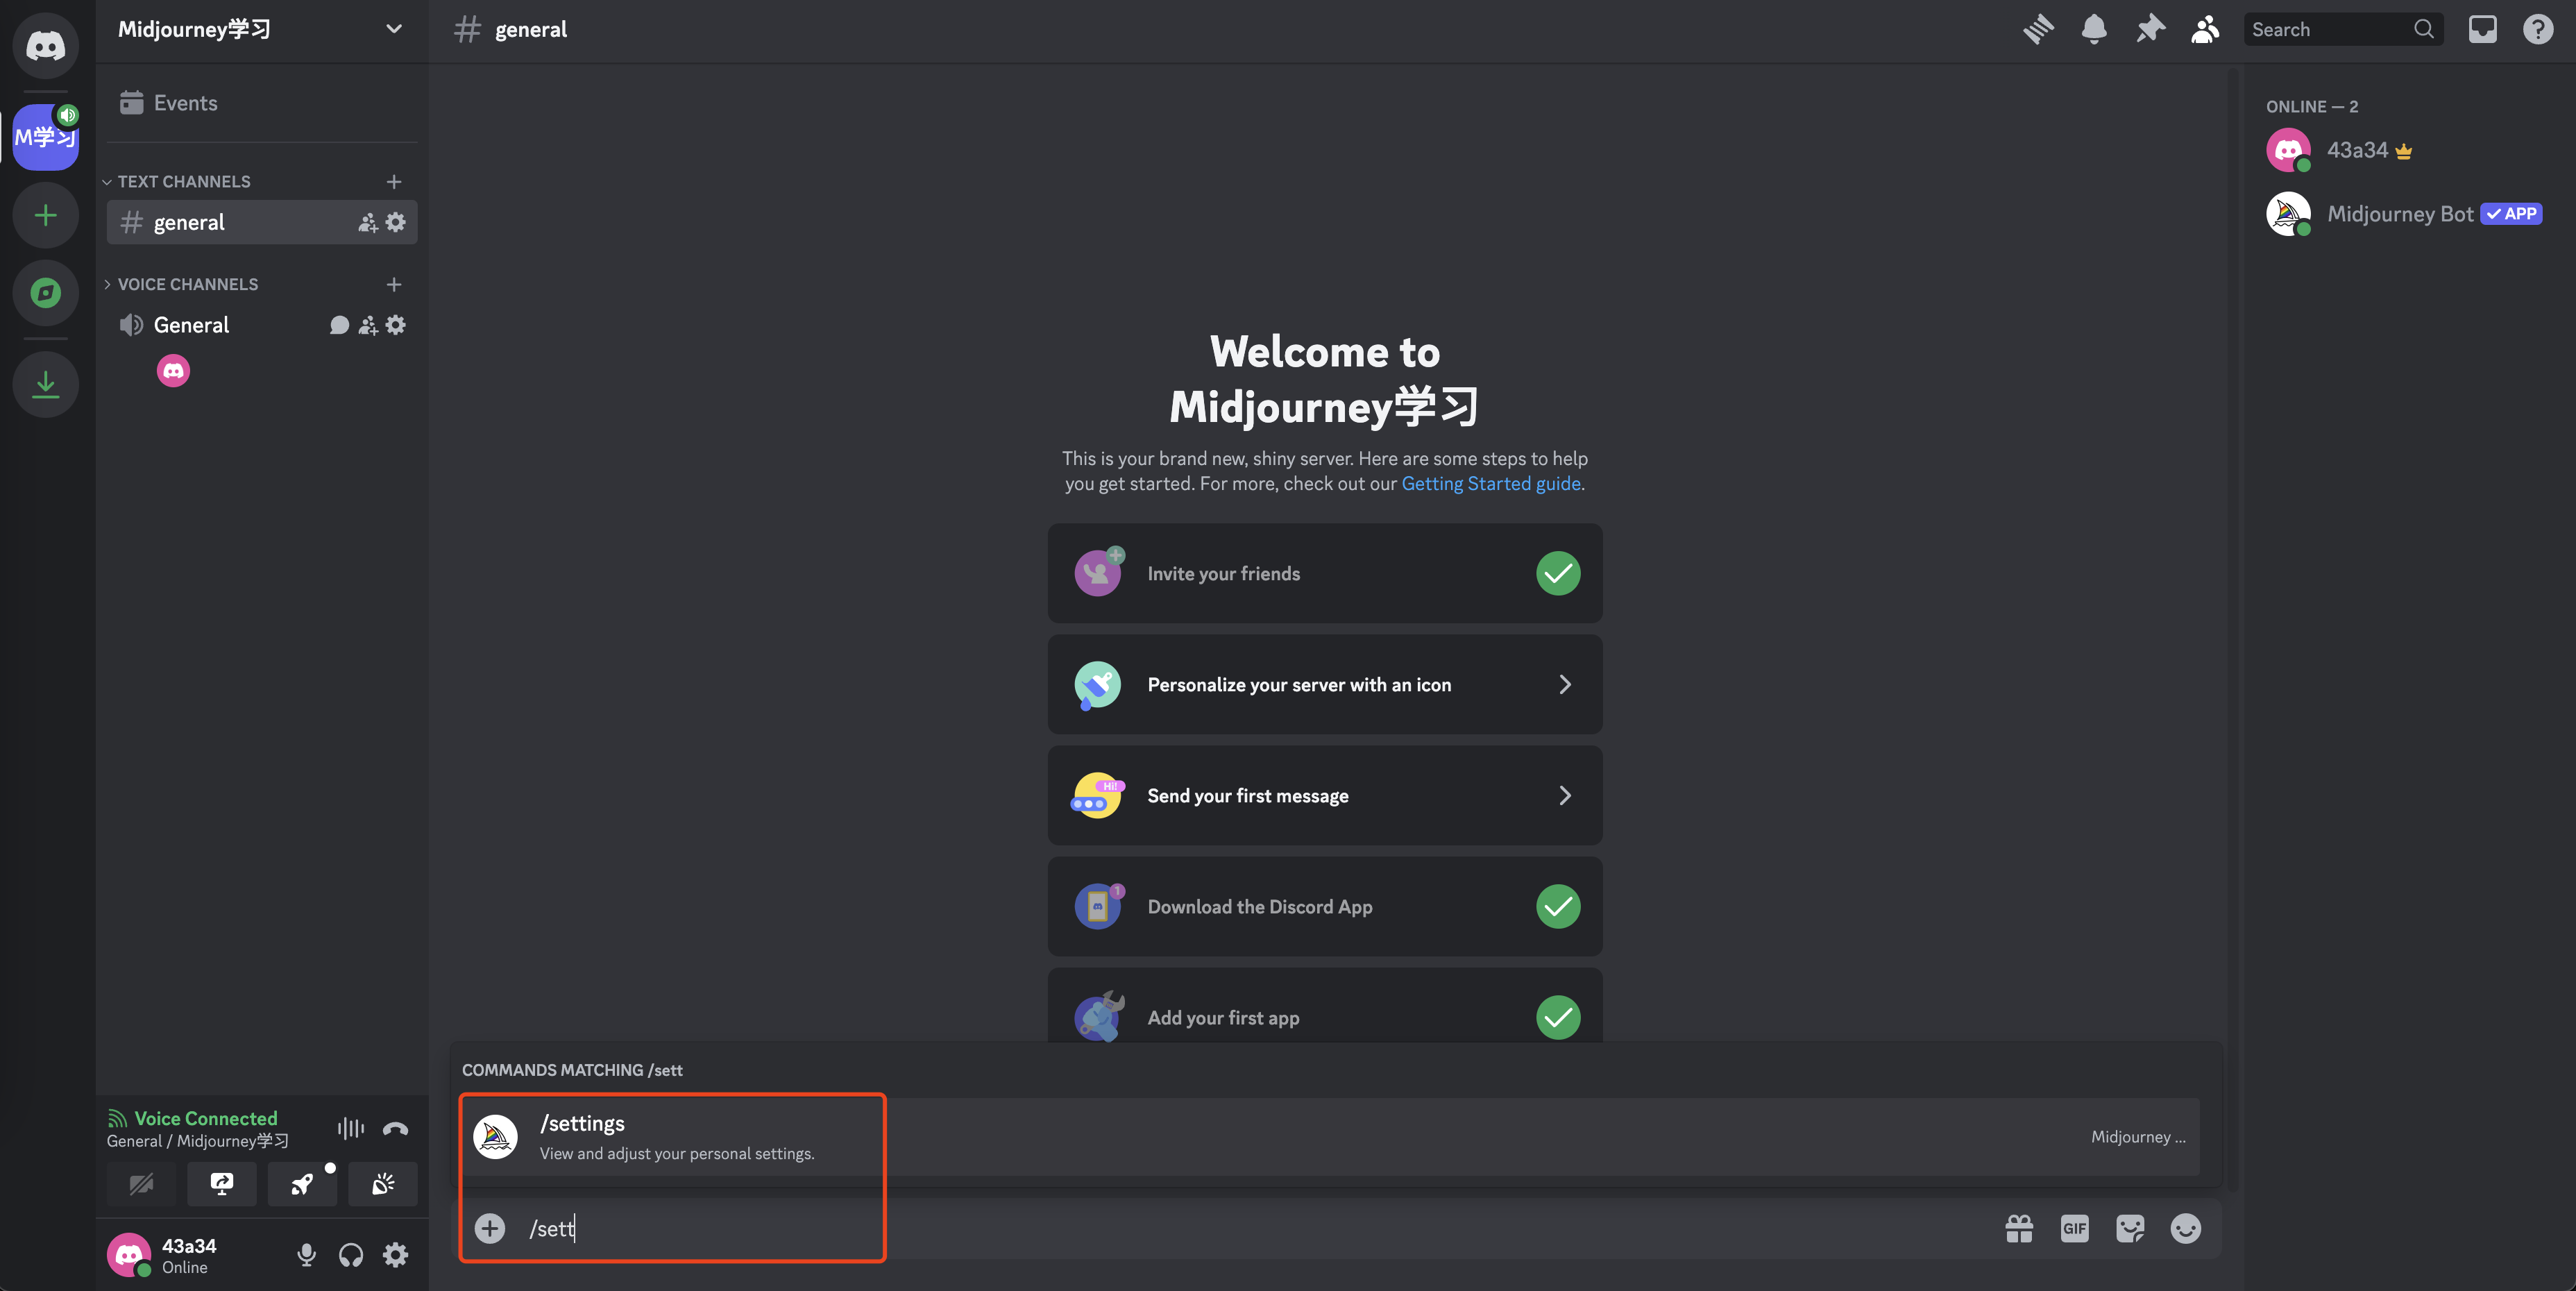 Midjourney学习
general
Search
M学习
Events
TEXT CHANNELS
general
VOICE CHANNELS
General
Welcome to
Midjourney学习
This is your brand new, shiny server. Here are some steps to help
you get started. For more, check out our Getting Started guide.
Invite your friends
Personalize your server with an icon
Hi!
Send your first message
1
Download the Discord App
Add your first app
COMMANDS MATCHING /sett
/settings
View and adjust your personal settings.
Midjourney ...
/sett
GIF
Voice Connected
General / Midjourney学习
43a34
Online
ONLINE — 2
43a34
Midjourney Bot APP